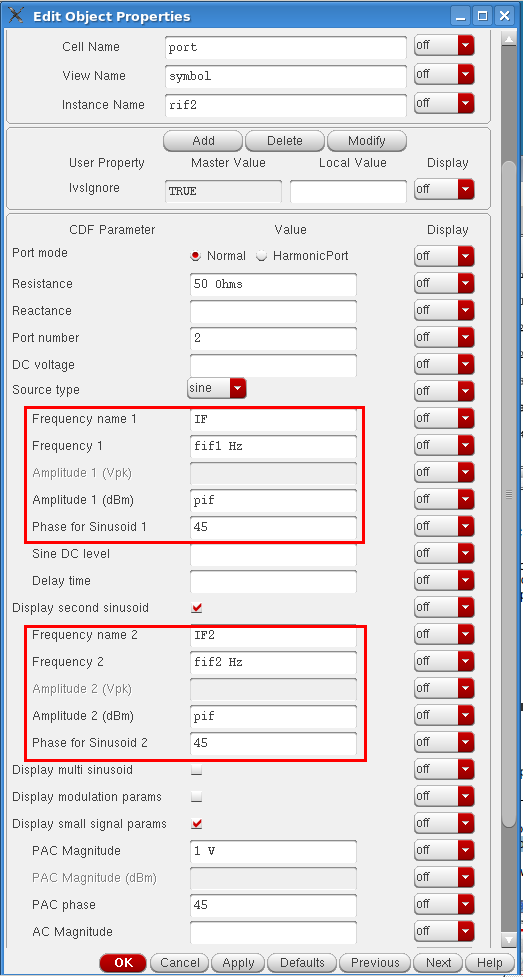 Edit Object Properties
Cell Name port off
View Name symbol off
Instance Name rif2 off
Add Delete Modify
User Property Master Value Local Value Display
lvsIgnore TRUE off
CDF Parameter Value Display
Port mode Normal HarmonicPort off
Resistance 50 Ohms off
Reactance off
Port number 2 off
DC voltage off
Source type sine off
Frequency name 1 IF off
Frequency 1 fif1 Hz off
Amplitude 1 (Vpk) off
Amplitude 1 (dBm) pif off
Phase for Sinusoid 1 45 off
Sine DC level off
Delay time off
Display second sinusoid off
Frequency name 2 IF2 off
Frequency 2 fif2 Hz off
Amplitude 2 (Vpk) off
Amplitude 2 (dBm) pif off
Phase for Sinusoid 2 45 off
Display multi sinusoid off
Display modulation params off
Display small signal params off
PAC Magnitude 1 V off
PAC Magnitude (dBm) off
PAC phase 45 off
AC Magnitude off
OK Cancel Apply Defaults Previous Next Help